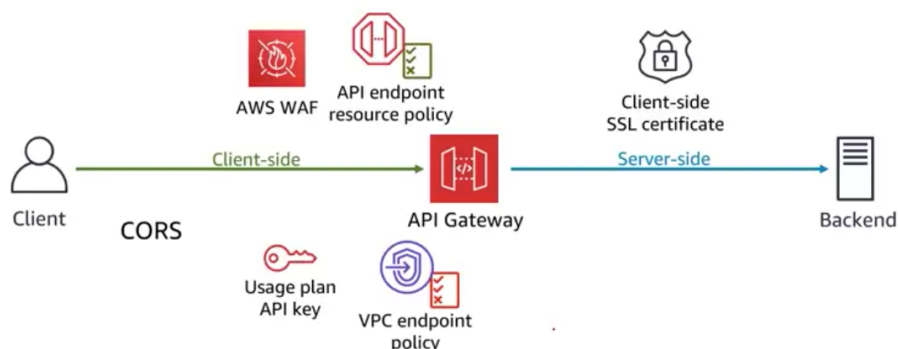 AWS WAF
API endpoint
resource policy
Client-side
SSL certificate
Client-side
Server-side
Client
API Gateway
Backend
CORS
Usage plan
API key
VPC endpoint
policy